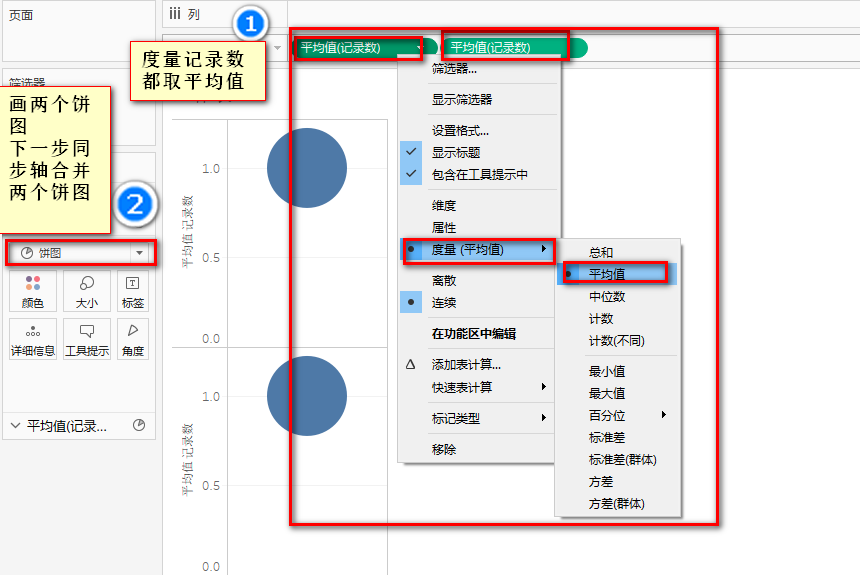 页面
列
1
平均值(记录数)
平均值(记录数)
度量记录数
都取平均值
筛选器
画两个饼
图
下一步同
步轴合并
两个饼图
2
饼图
颜色
大小
标签
详细信息
工具提示
角度
平均值(记录...
1.0
0.5
0.0
平均值 记录数
1.0
0.5
0.0
平均值 记录数
筛选器...
显示筛选器
设置格式...
显示标题
包含在工具提示中
维度
属性
度量 (平均值)
离散
连续
在功能区中编辑
添加表计算...
快速表计算
标记类型
移除
总和
平均值
中位数
计数
计数(不同)
最小值
最大值
百分位
标准差
标准差(群体)
方差
方差(群体)